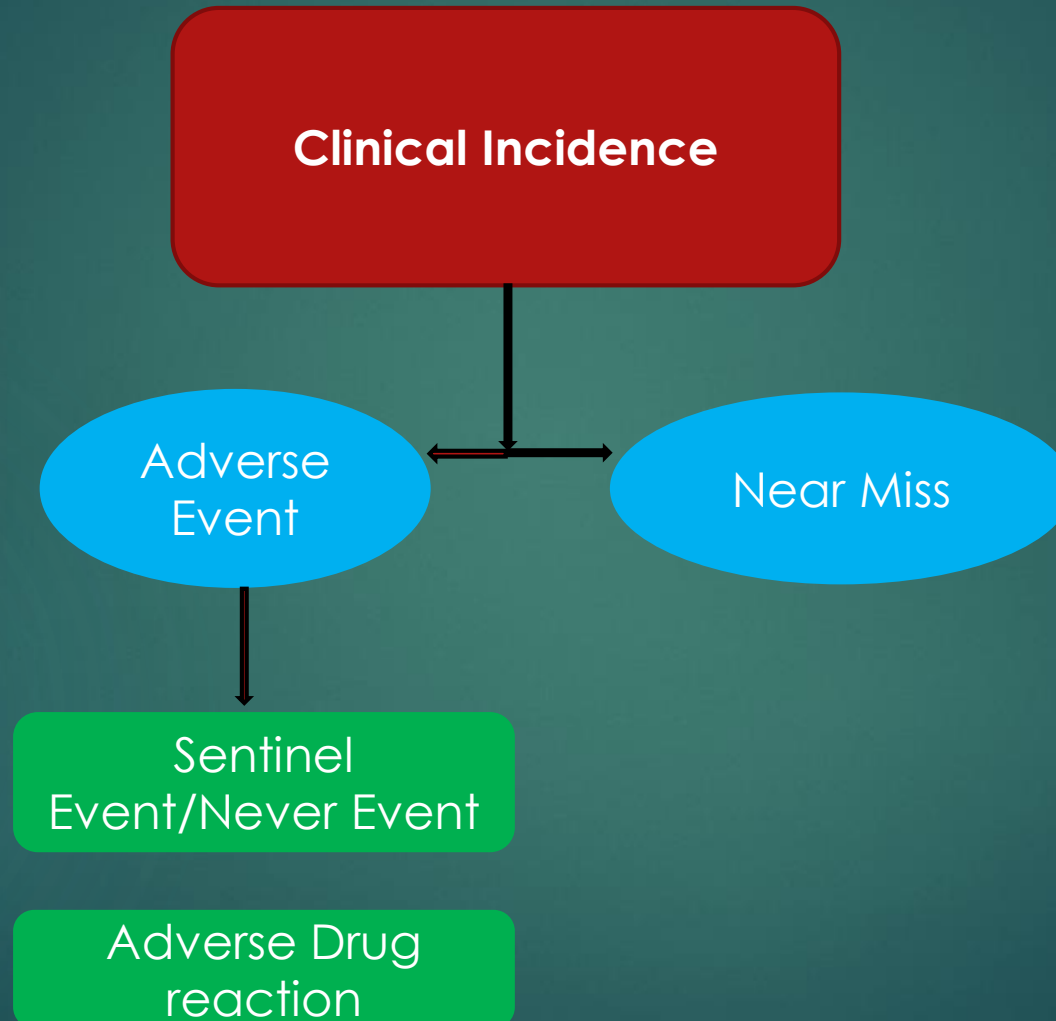 Clinical Incidence
Adverse
Event
Near Miss
Sentinel
Event/Never Event
Adverse Drug
reaction